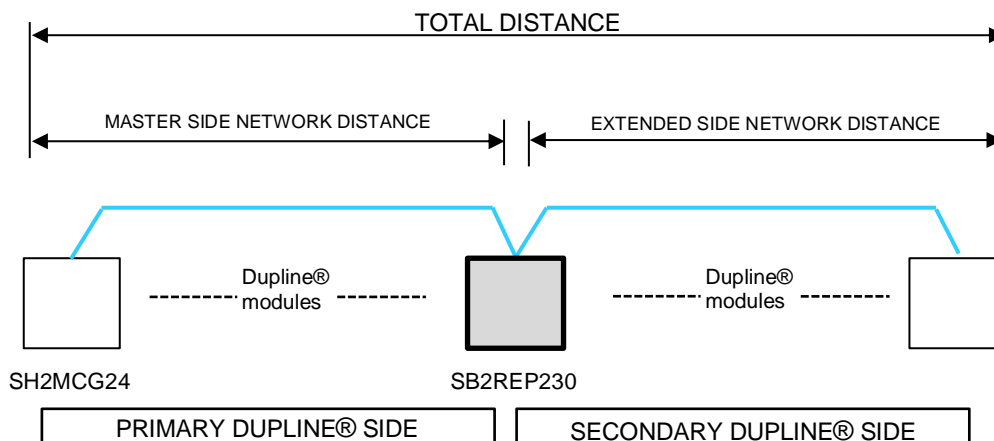 TOTAL DISTANCE
MASTER SIDE NETWORK DISTANCE
EXTENDED SIDE NETWORK DISTANCE
Dupline®
modules
Dupline®
modules
SH2MCG24
SB2REP230
PRIMARY DUPLINE® SIDE
SECONDARY DUPLINE® SIDE